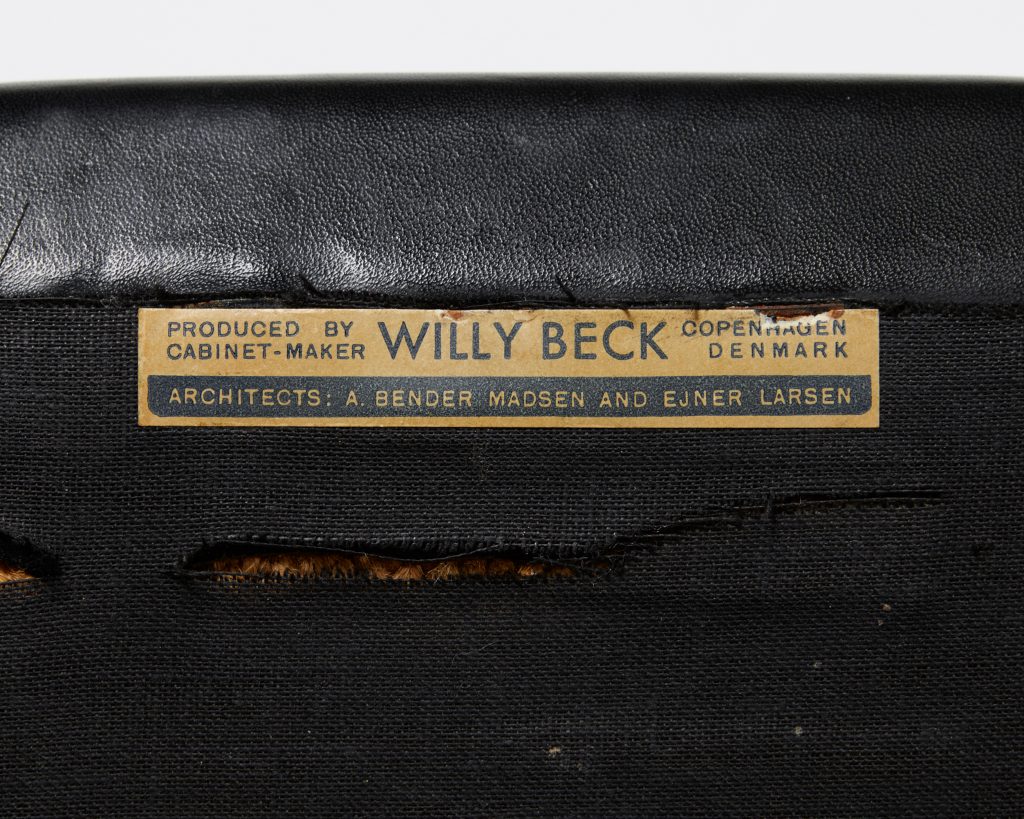 PRODUCED BY
CABINET-MAKER
WILLY BECK
COPENHAGEN
DENMARK
ARCHITECTS: A. BENDER MADSEN AND EJNER LARSEN